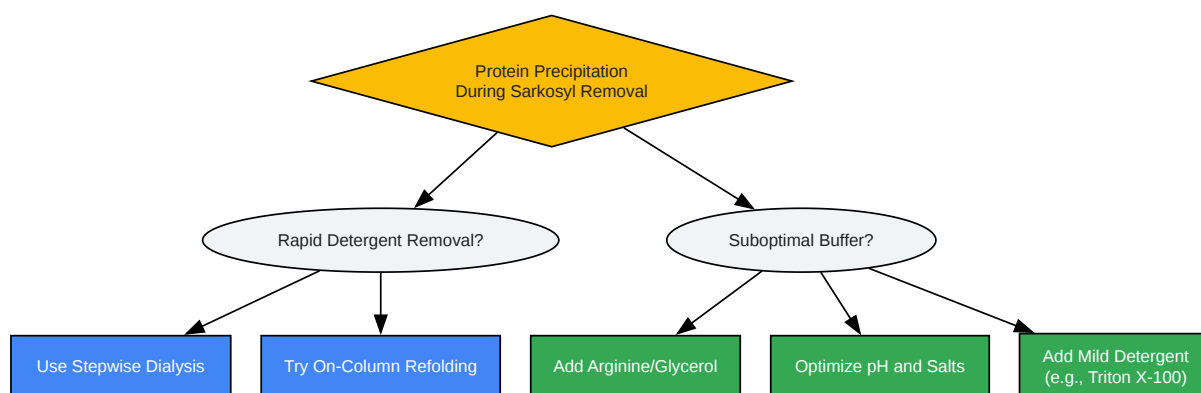 Protein Precipitation
During Sarkosyl Removal
Rapid Detergent Removal?
Suboptimal Buffer?
Use Stepwise Dialysis
Try On-Column Refolding
Add Arginine/Glycerol
Optimize pH and Salts
Add Mild Detergent
(e.g., Triton X-100)